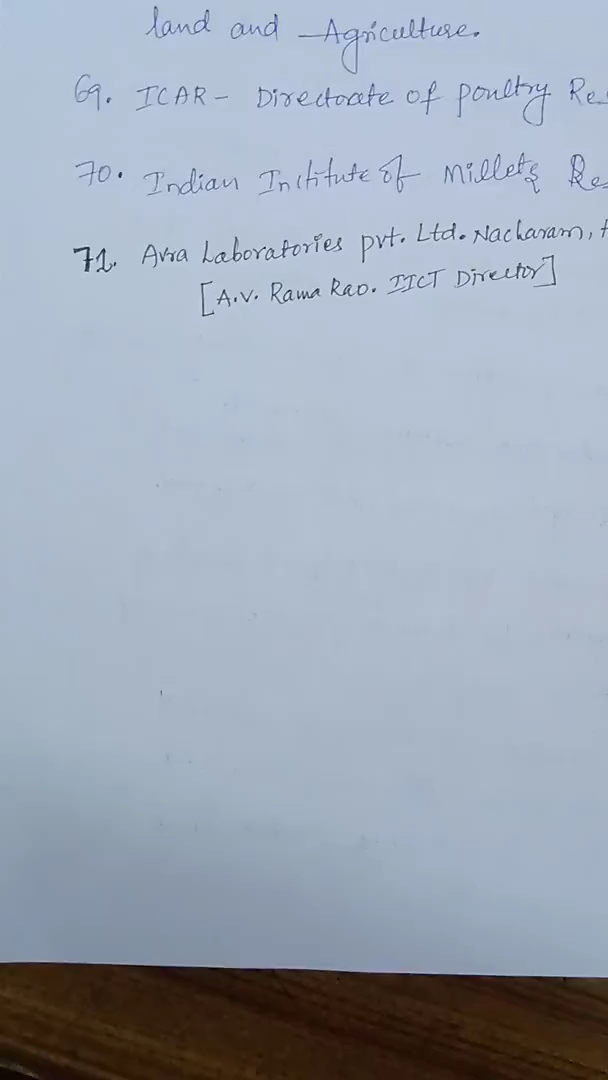 land and Agriculture.
69. ICAR - Directorate of Poultry Re
70. Indian Institute of Millets Res
71. Avra Laboratories pvt. Ltd. Nacharam,
[A.V. Rama Rao. IICT Director]